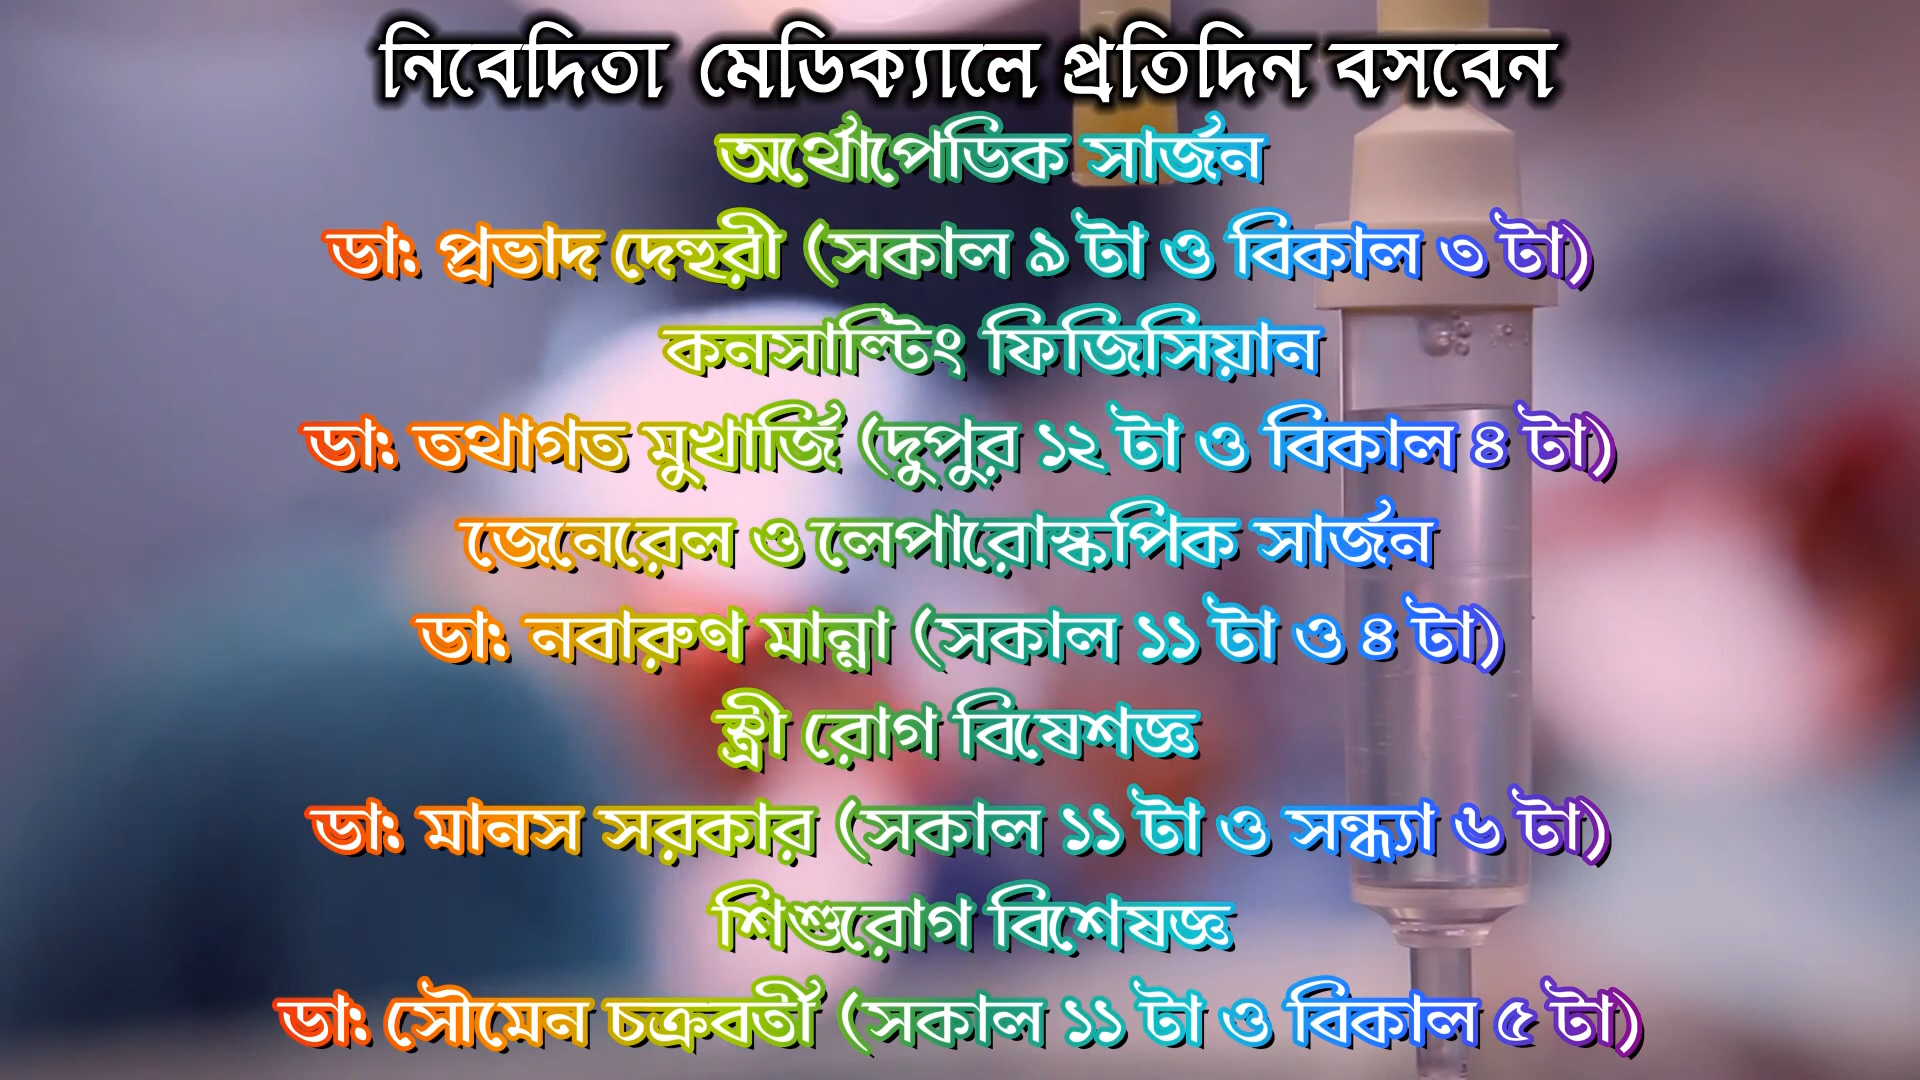 নিবেদিতা মেডিক্যালে প্রতিদিন বসবেন
অর্থোপেডিক সার্জন
ডা: প্রভাদ দেহুরী (সকাল ৯ টা ও বিকাল ৩ টা)
কনসাল্টিং ফিজিসিয়ান
ডা: তথাগত মুখার্জি (দুপুর ১২ টা ও বিকাল ৪ টা)
জেনেরেল ও লেপারোস্কপিক সার্জন
ডা: নবারুণ মান্না (সকাল ১১ টা ও ৪ টা)
স্ত্রী রোগ বিষেশজ্ঞ
ডা: মানস সরকার (সকাল ১১ টা ও সন্ধ্যা ৬ টা)
শিশুরোগ বিশেষজ্ঞ
ডা: সৌমেন চক্রবর্তী (সকাল ১১ টা ও বিকাল ৫ টা)